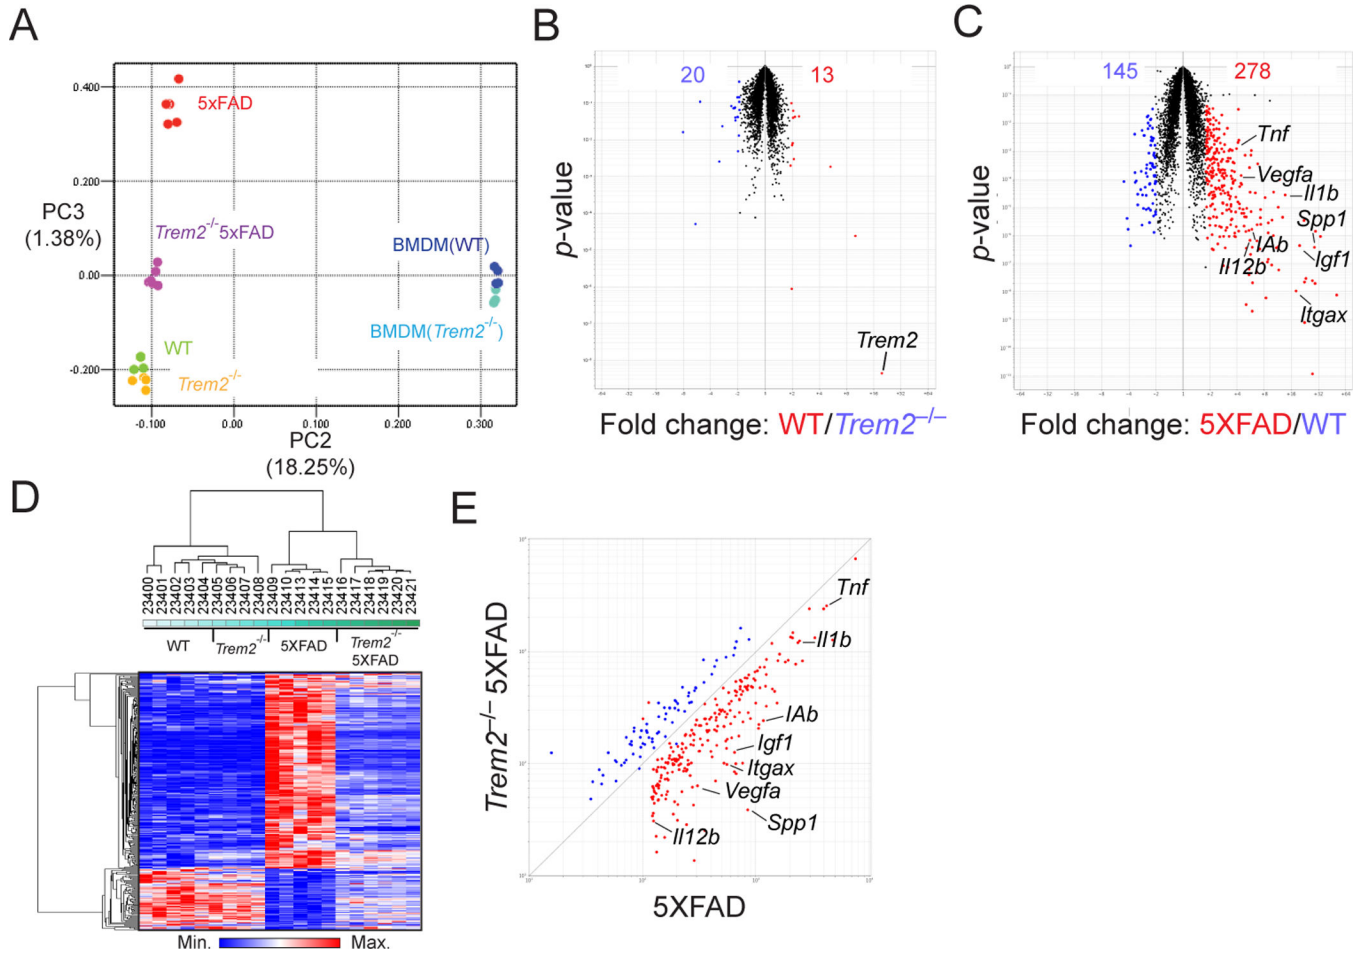 A
5xFAD
0.400
0.200
PC3
(1.38%)
Trem2-/-5xFAD
BMDM(WT)
0.00
BMDM(Trem2-/-)
WT
-0.200
Trem2-/-
-0.100
0.00
0.100
0.200
0.300
PC2
(18.25%)
B
20
13
p-value
Trem2
Fold change: WT/Trem2–/–
C
145
278
Tnf
Vegfa
Il1b
Spp1
IAb
Igf1
Il12b
Itgax
p-value
Fold change: 5XFAD/WT
D
23400
23401
23402
23403
23404
23405
23406
23407
23408
23409
23410
23413
23414
23415
23416
23417
23418
23419
23420
23421
WT
Trem2-/-
5XFAD
Trem2-/-
5XFAD
Min.
Max.
E
Trem2–/– 5XFAD
Tnf
Il1b
IAb
Igf1
Itgax
Vegfa
Spp1
Il12b
5XFAD